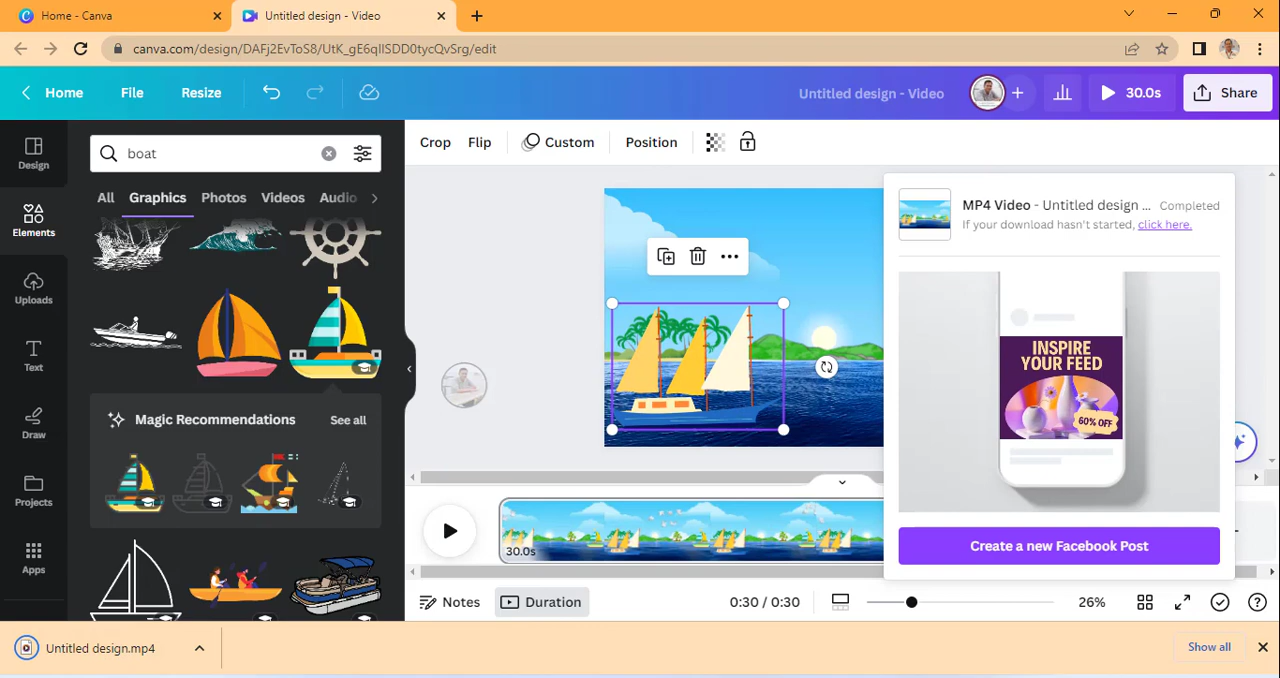 Home - Canva
Untitled design - Video
canva.com/design/DAFj2EvToS8/UtK_gE6qIlSDD0tycQvSrg/edit
Home
File
Resize
Untitled design - Video
30.0s
Share
Design
Elements
Uploads
Text
Draw
Projects
Apps
boat
All
Graphics
Photos
Videos
Audio
Magic Recommendations
See all
Crop
Flip
Custom
Position
MP4 Video - Untitled design ...
Completed
If your download hasn't started, click here.
INSPIRE
YOUR FEED
60% OFF
Create a new Facebook Post
30.0s
Notes
Duration
0:30 / 0:30
26%
Untitled design.mp4
Show all